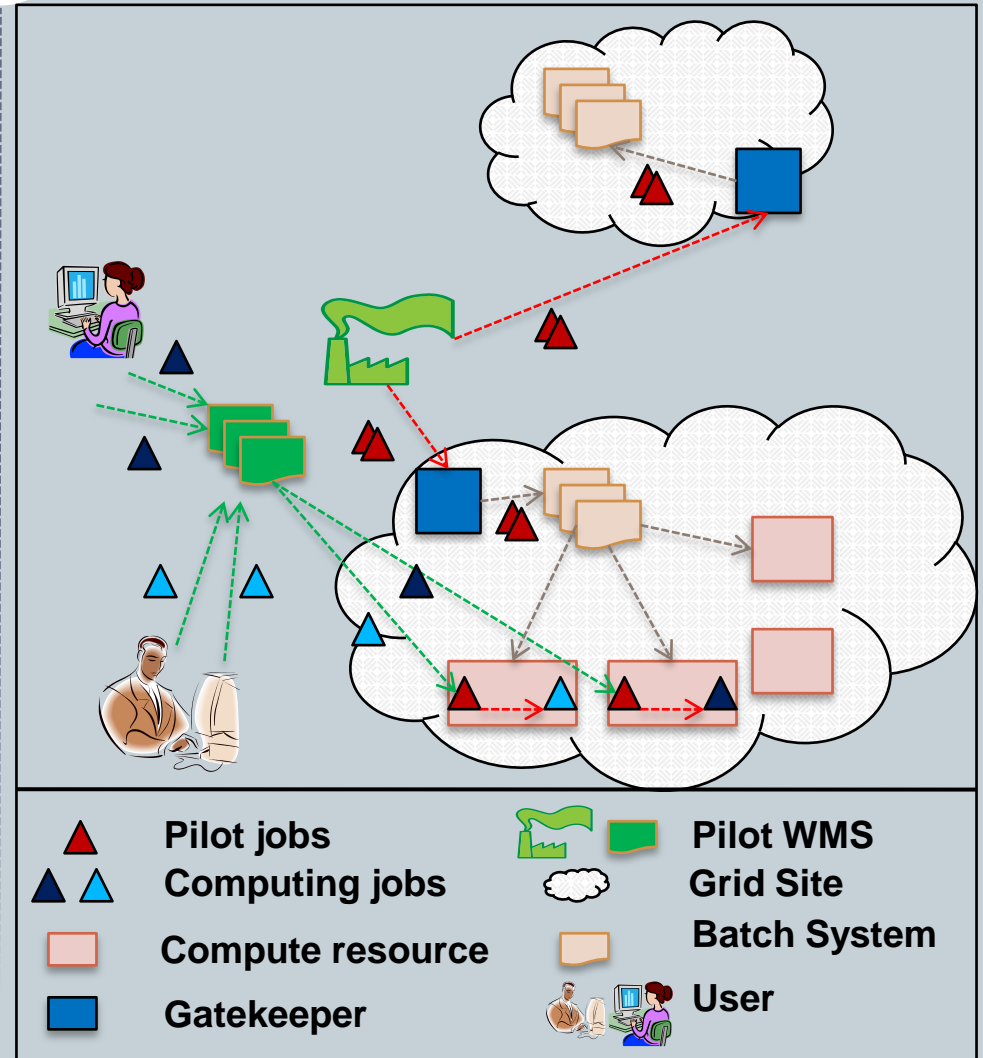 Pilot jobs
Pilot WMS
Computing jobs
Grid Site
Compute resource
Batch System
Gatekeeper
User